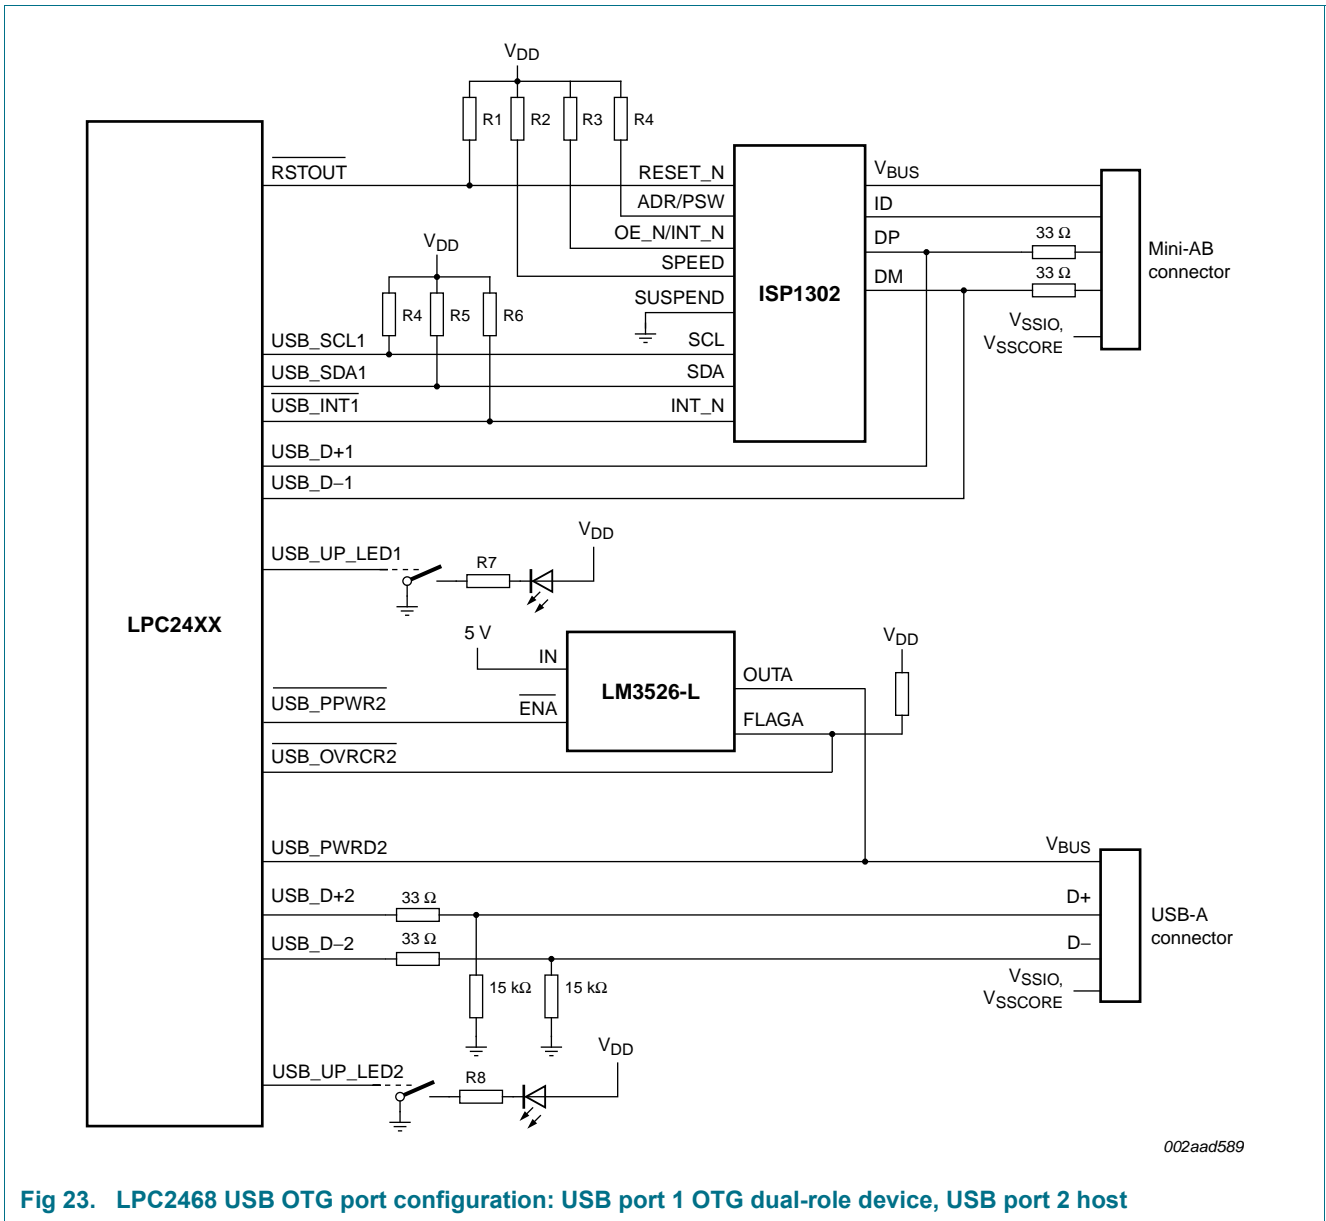 VDD
R1 R2 R3 R4
RSTOUT RESET_N
ADR/PSW
OE_N/INT_N
SPEED
SUSPEND
VDD
R4 R5 R6
USB_SCL1 SCL
USB_SDA1 SDA
USB_INT1 INT_N
USB_D+1
USB_D−1
ISP1302
VBUS
ID
DP 33 Ω
DM 33 Ω
VSSIO,
VSSCORE
Mini-AB
connector
USB_UP_LED1
R7
VDD
LPC24XX
5 V
IN
LM3526-L
OUTA
VDD
USB_PPWR2 ENA
FLAGA
USB_OVRCR2
USB_PWRD2 VBUS
USB_D+2 33 Ω D+
USB_D−2 33 Ω D−
USB-A
connector
15 kΩ 15 kΩ
VSSIO,
VSSCORE
USB_UP_LED2
R8
VDD
002aad589
Fig 23. LPC2468 USB OTG port configuration: USB port 1 OTG dual-role device, USB port 2 host